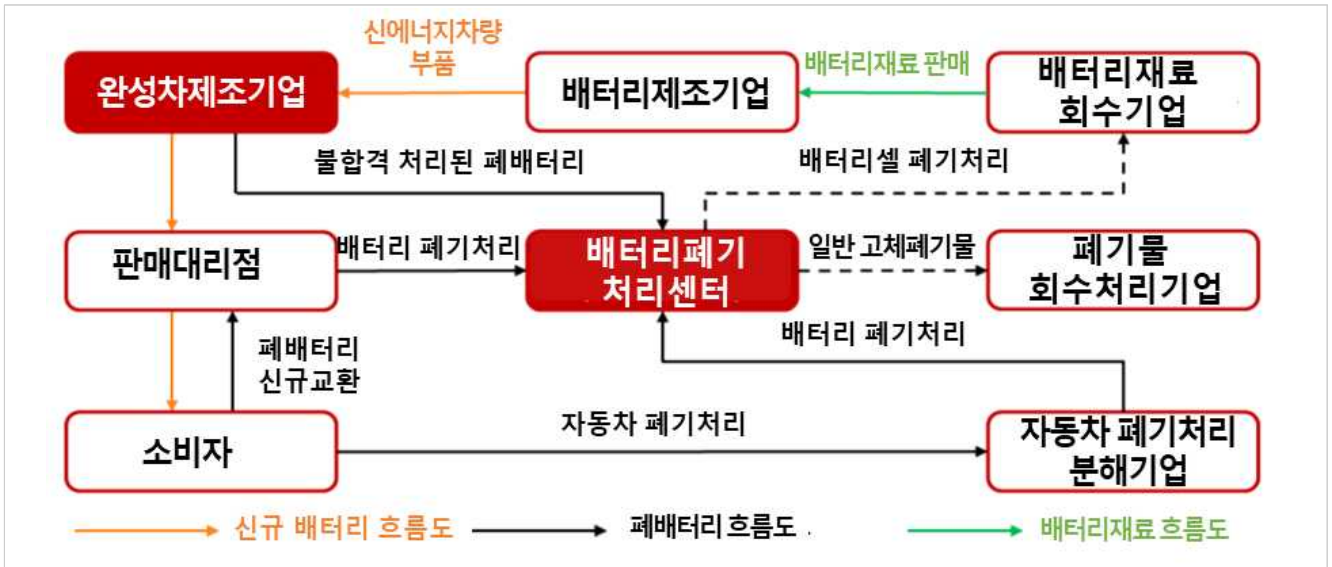 신에너지차량
부품
완성차제조기업
배터리제조기업
배터리재료 판매
배터리재료
회수기업
불합격 처리된 폐배터리
배터리셀 폐기처리
판매대리점
배터리 폐기처리
배터리폐기
처리센터
일반 고체폐기물
폐기물
회수처리기업
폐배터리
신규교환
배터리 폐기처리
소비자
자동차 폐기처리
자동차 폐기처리
분해기업
신규 배터리 흐름도
폐배터리 흐름도
배터리재료 흐름도